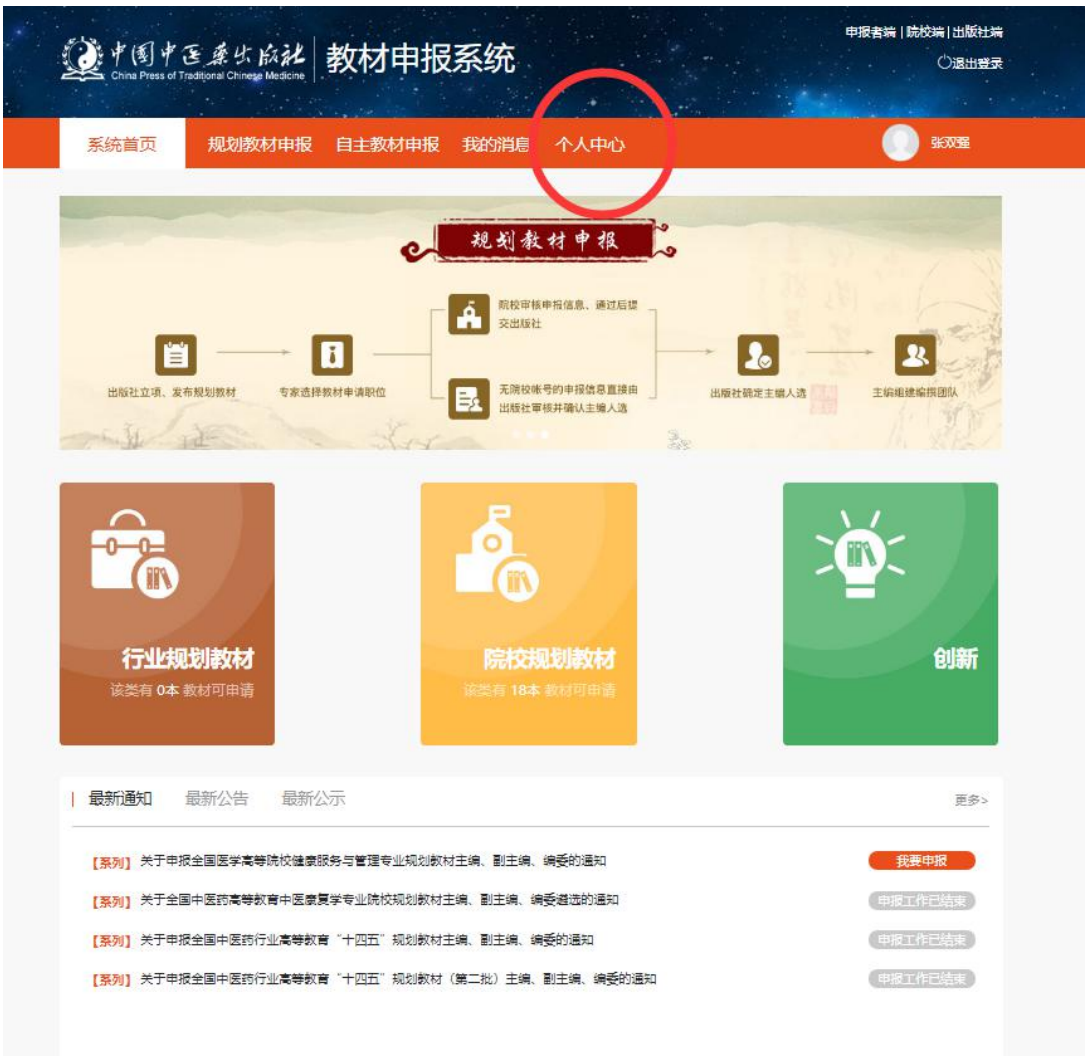 申报者端 | 院校端 | 出版社端
中国中医药出版社
China Press of Traditional Chinese Medicine
教材申报系统
退出登录
系统首页 规划教材申报 自主教材申报 我的消息 个人中心
规划教材申报
院校审核申报信息、通过后提
交出版社
出版社立项、发布规划教材
专家选择教材申请职位
无院校帐号的申报信息直接由
出版社审核并确认主编人选
出版社确定主编人选
主编组建编撰团队
行业规划教材
该类有 0本 教材可申请
院校规划教材
该类有 18本 教材可申请
创新
最新通知 最新公告 最新公示 更多>
【系列】 关于申报全国医学高等院校健康服务与管理专业规划教材主编、副主编、编委的通知 我要申报
【系列】 关于全国中医药高等教育中医康复学专业院校规划教材主编、副主编、编委遴选的通知 申报工作已结束
【系列】 关于申报全国中医药行业高等教育“十四五”规划教材主编、副主编、编委的通知 申报工作已结束
【系列】 关于申报全国中医药行业高等教育“十四五”规划教材（第二批）主编、副主编、编委的通知 申报工作已结束